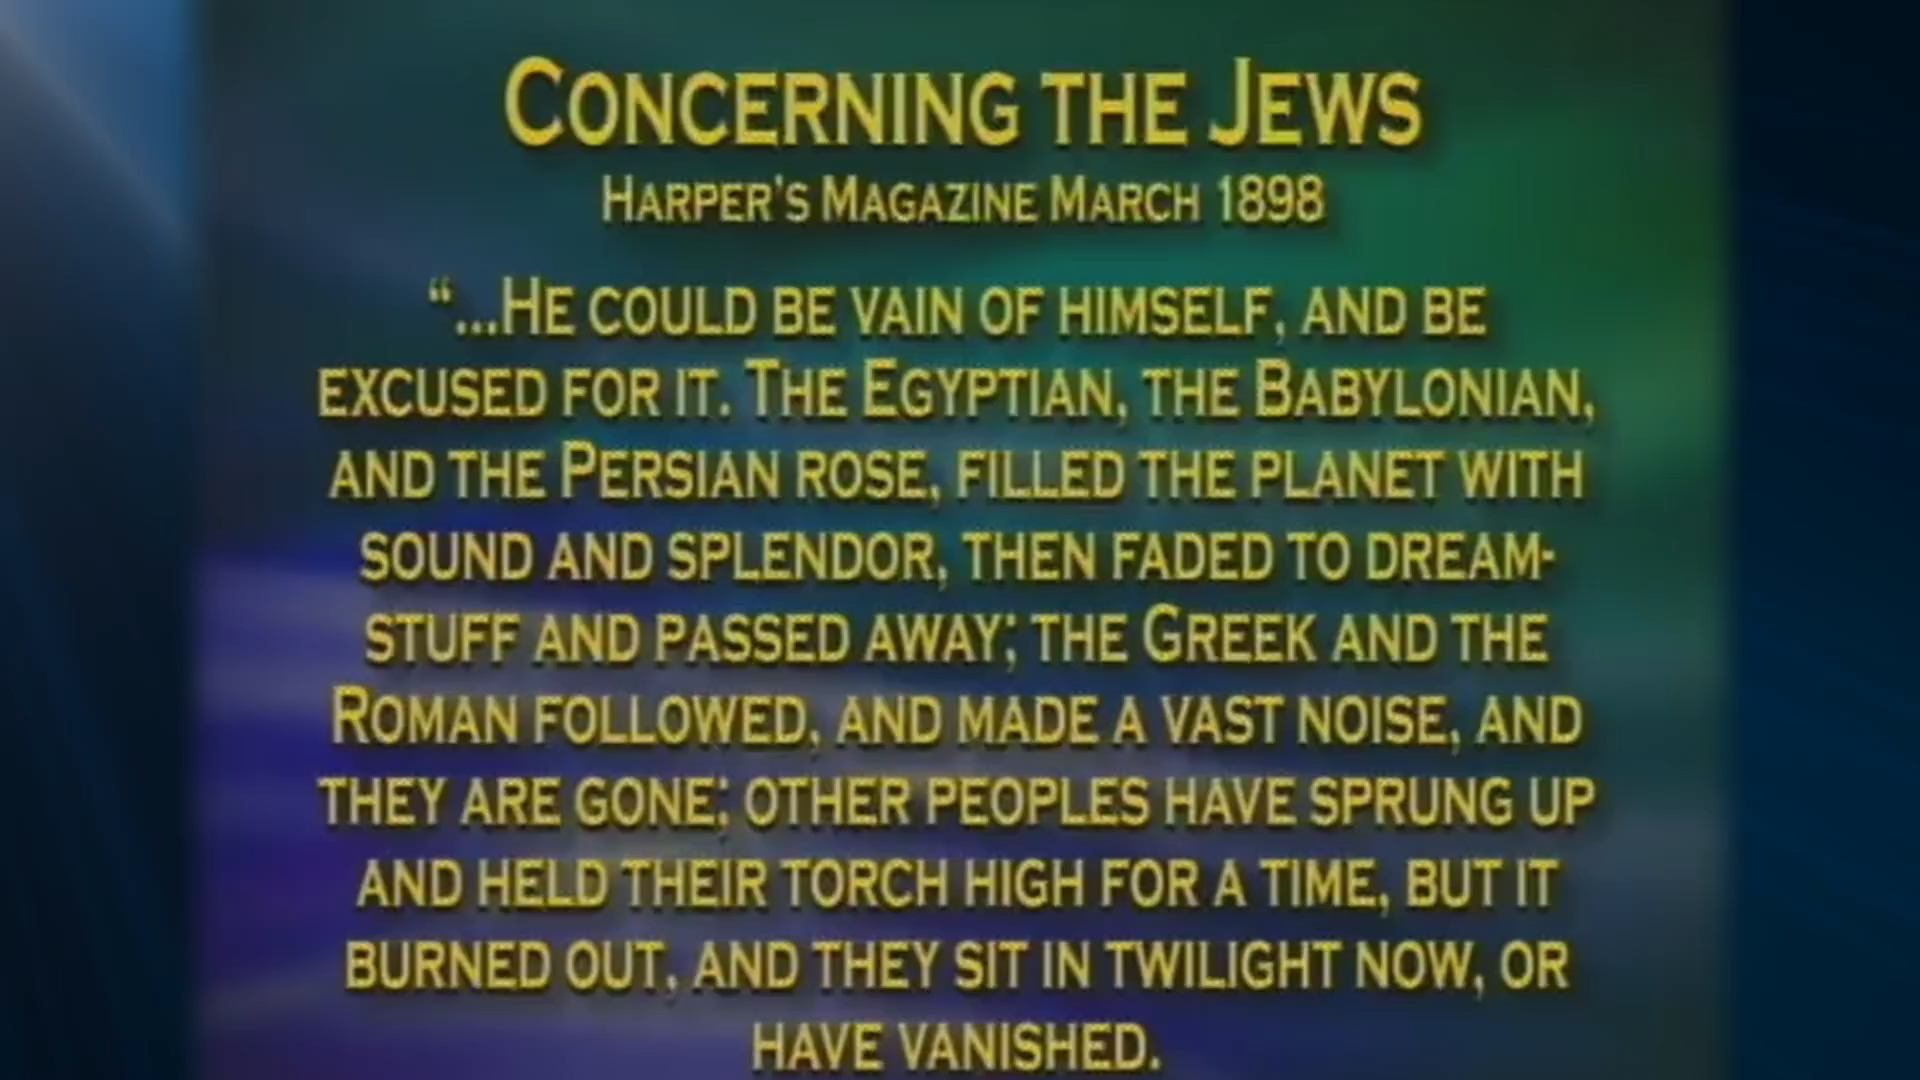 CONCERNING THE JEWS
HARPER'S MAGAZINE MARCH 1898
“...HE COULD BE VAIN OF HIMSELF, AND BE
EXCUSED FOR IT. THE EGYPTIAN, THE BABYLONIAN,
AND THE PERSIAN ROSE, FILLED THE PLANET WITH
SOUND AND SPLENDOR, THEN FADED TO DREAM-
STUFF AND PASSED AWAY; THE GREEK AND THE
ROMAN FOLLOWED, AND MADE A VAST NOISE, AND
THEY ARE GONE; OTHER PEOPLES HAVE SPRUNG UP
AND HELD THEIR TORCH HIGH FOR A TIME, BUT IT
BURNED OUT, AND THEY SIT IN TWILIGHT NOW, OR
HAVE VANISHED.